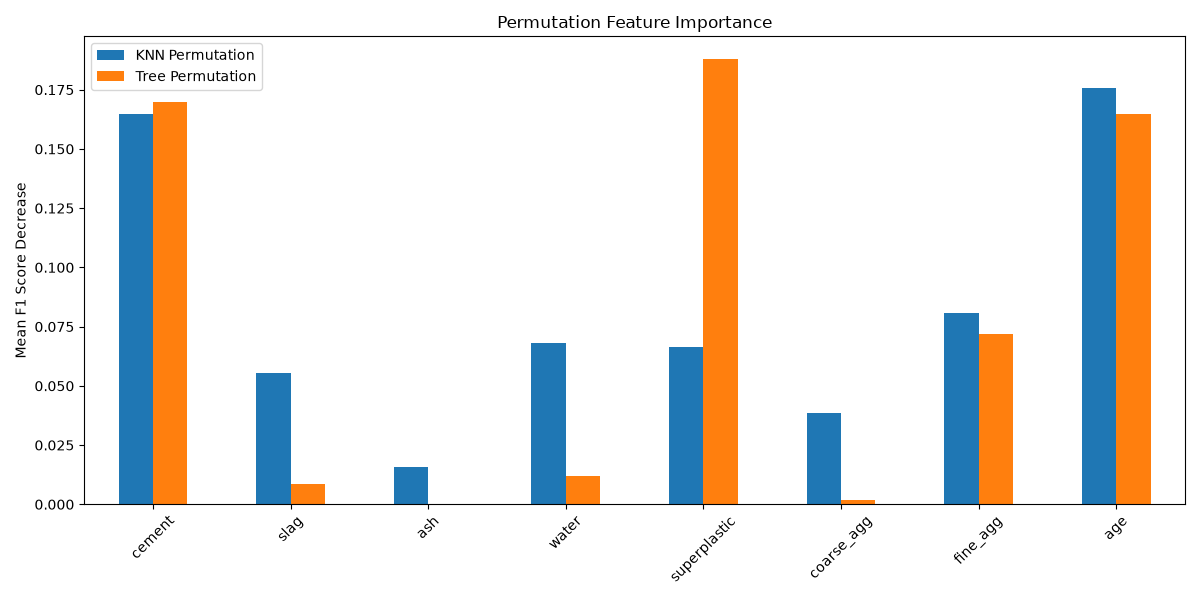 Permutation Feature Importance
KNN Permutation
Tree Permutation
Mean F1 Score Decrease
0.175
0.150
0.125
0.100
0.075
0.050
0.025
0.000
cement
slag
ash
water
superplastic
coarse_agg
fine_agg
age